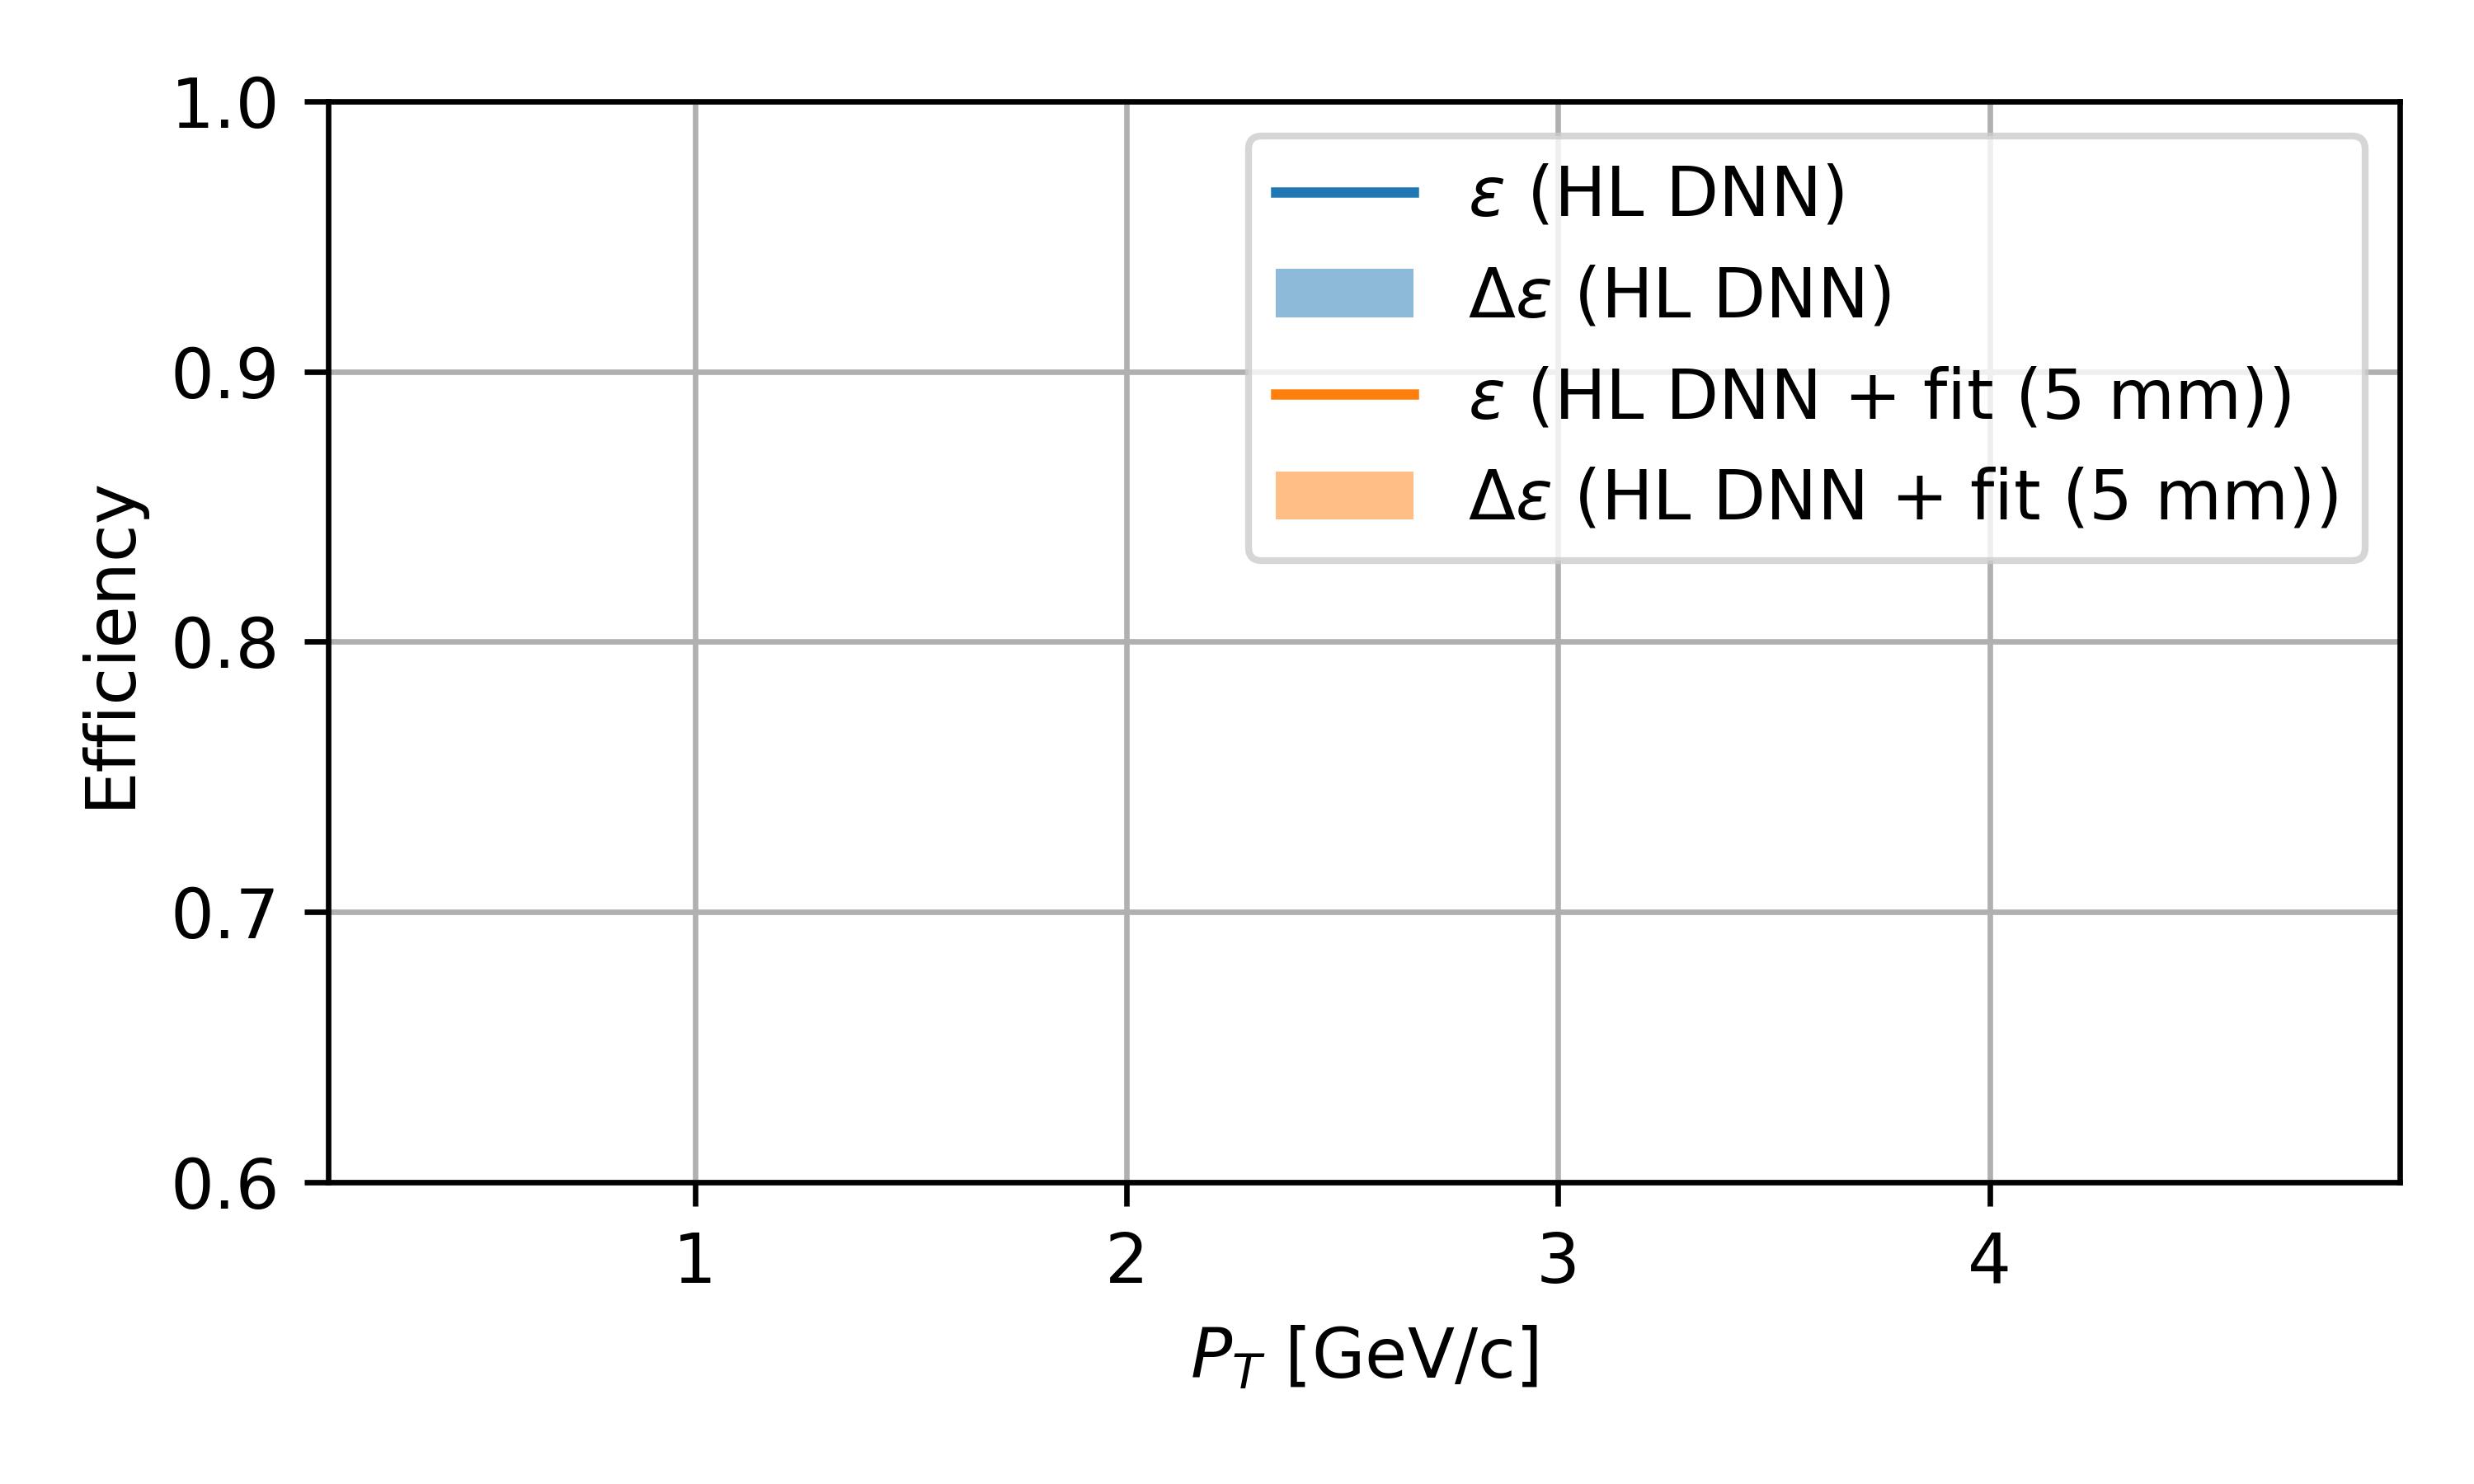 1.0
0.9
0.8
0.7
0.6
Efficiency
ε (HL DNN)
Δε (HL DNN)
ε (HL DNN + fit (5 mm))
Δε (HL DNN + fit (5 mm))
1 2 3 4
P_T [GeV/c]